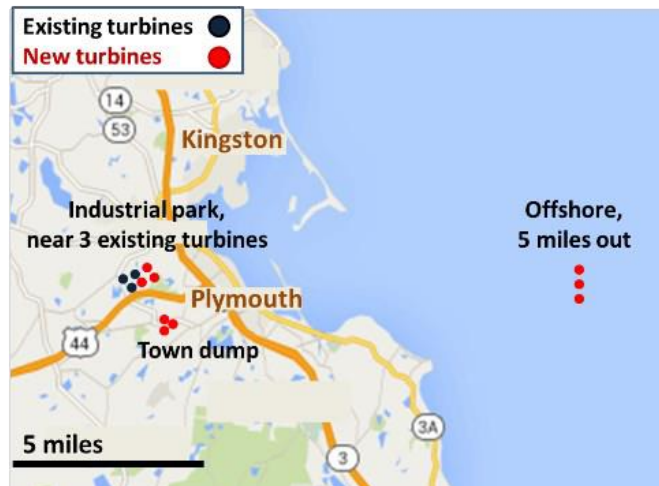 Existing turbines
New turbines
14
53
Kingston
Industrial park,
near 3 existing turbines
Offshore,
5 miles out
Plymouth
44
Town dump
3A
5 miles
3